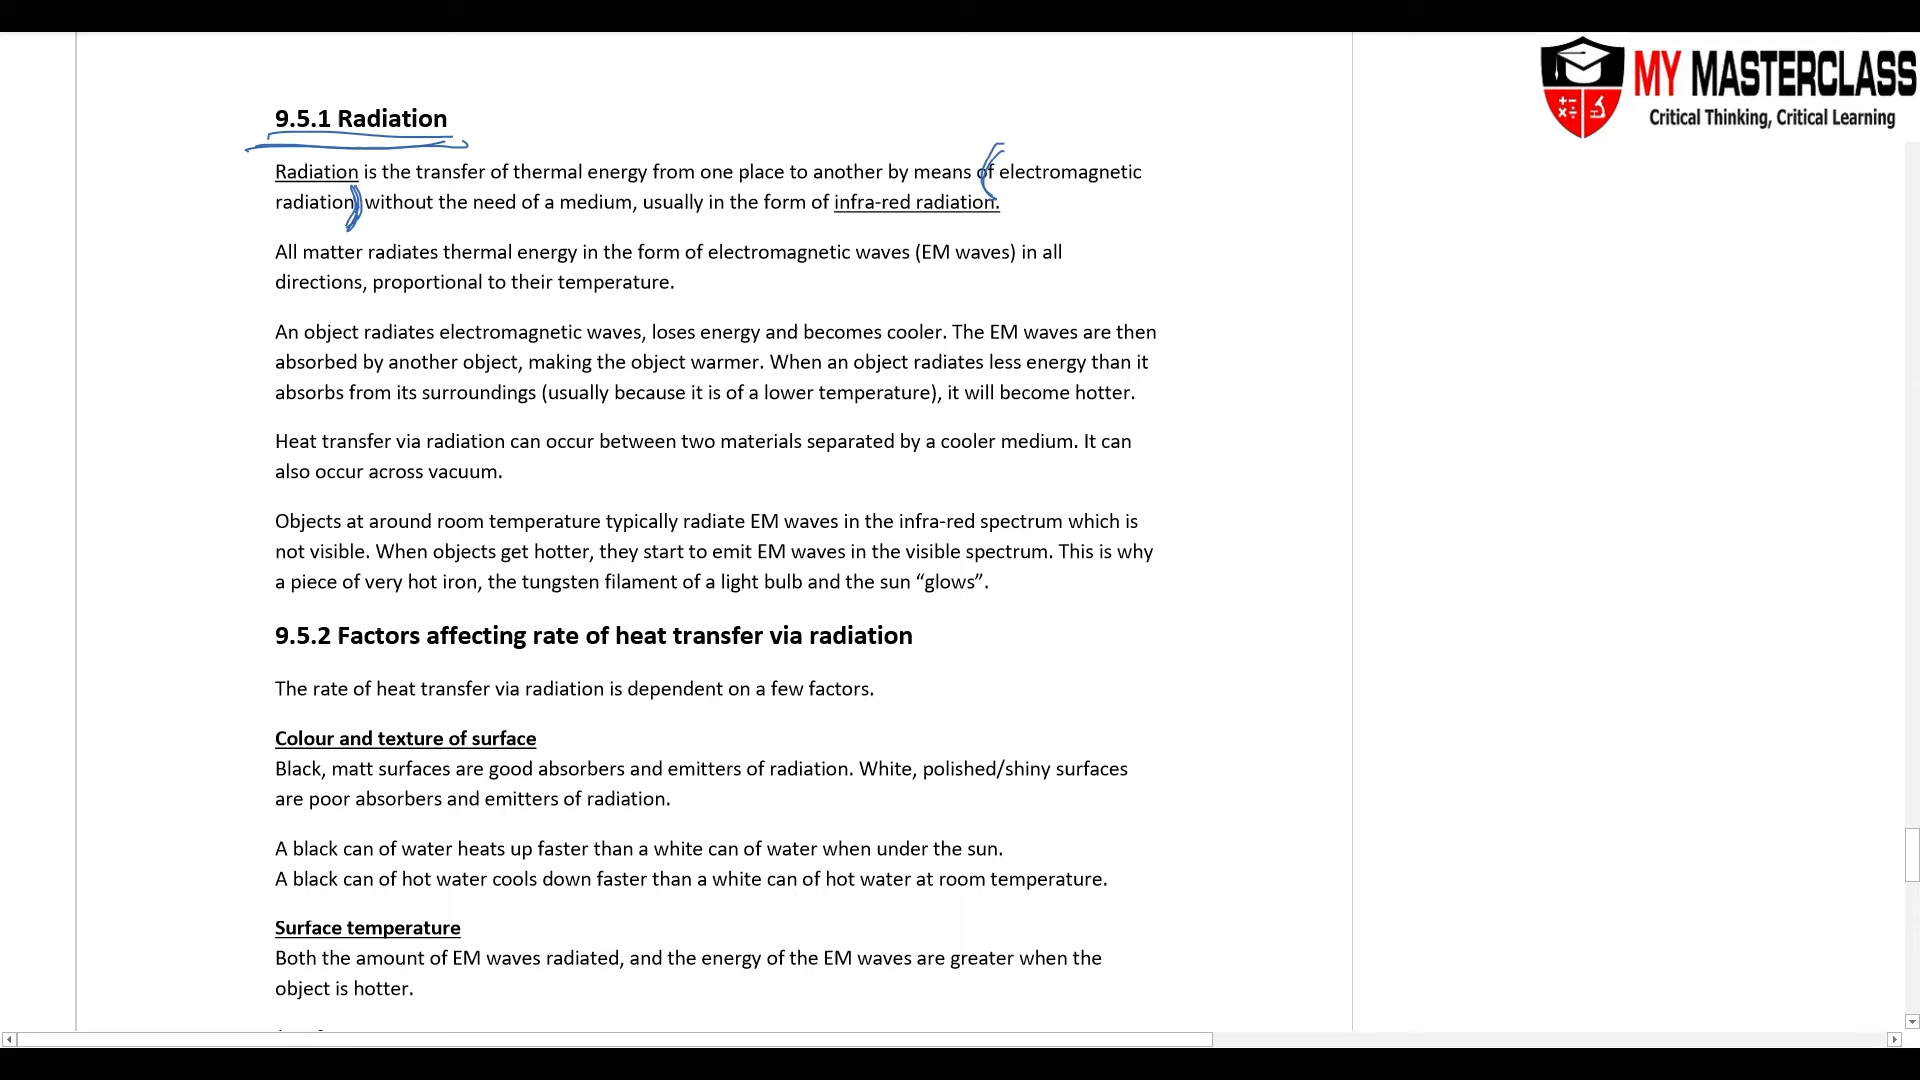 MY MASTERCLASS
Critical Thinking, Critical Learning
9.5.1 Radiation
Radiation is the transfer of thermal energy from one place to another by means of electromagnetic
radiation, without the need of a medium, usually in the form of infra-red radiation.
All matter radiates thermal energy in the form of electromagnetic waves (EM waves) in all
directions, proportional to their temperature.
An object radiates electromagnetic waves, loses energy and becomes cooler. The EM waves are then
absorbed by another object, making the object warmer. When an object radiates less energy than it
absorbs from its surroundings (usually because it is of a lower temperature), it will become hotter.
Heat transfer via radiation can occur between two materials separated by a cooler medium. It can
also occur across vacuum.
Objects at around room temperature typically radiate EM waves in the infra-red spectrum which is
not visible. When objects get hotter, they start to emit EM waves in the visible spectrum. This is why
a piece of very hot iron, the tungsten filament of a light bulb and the sun “glows”.
9.5.2 Factors affecting rate of heat transfer via radiation
The rate of heat transfer via radiation is dependent on a few factors.
Colour and texture of surface
Black, matt surfaces are good absorbers and emitters of radiation. White, polished/shiny surfaces
are poor absorbers and emitters of radiation.
A black can of water heats up faster than a white can of water when under the sun.
A black can of hot water cools down faster than a white can of hot water at room temperature.
Surface temperature
Both the amount of EM waves radiated, and the energy of the EM waves are greater when the
object is hotter.